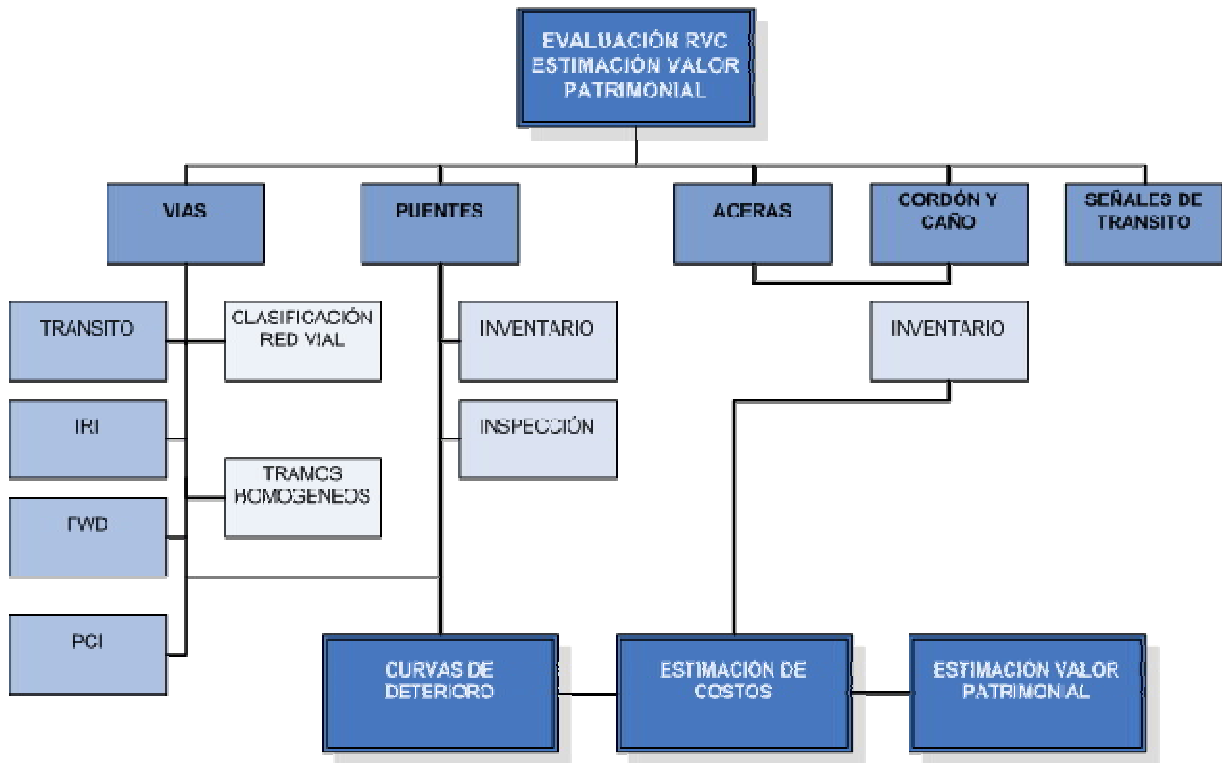 EVALUACIÓN RVC
ESTIMACIÓN VALOR
PATRIMONIAL
VIAS
PUENTES
ACERAS
CORDÓN Y
CAÑO
SEÑALES DE
TRANSITO
TRANSITO
CLASIFICACIÓN
RED VIAL
INVENTARIO
INVENTARIO
IRI
INSPECCIÓN
TRAMOS
HOMOGENEOS
FWD
PCI
CURVAS DE
DETERIORO
ESTIMACIÓN DE
COSTOS
ESTIMACION VALOR
PATRIMONIAL